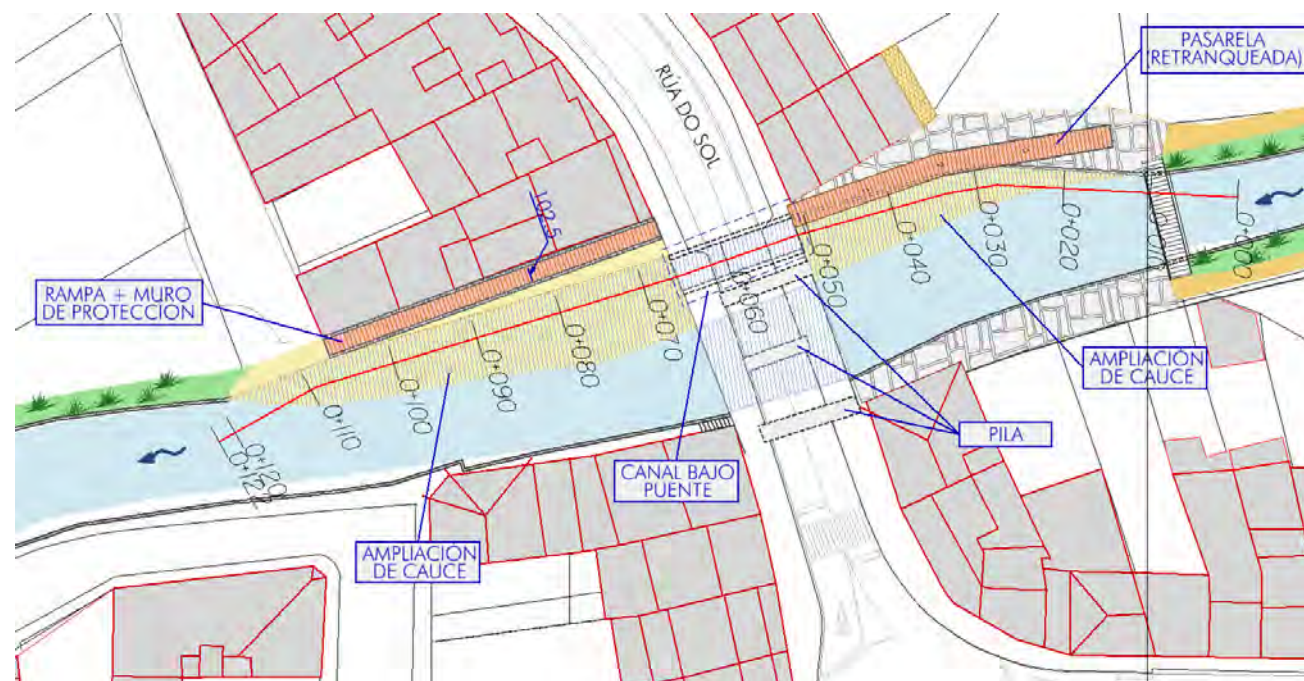 PASARELA
(RETRANQUEADA)
RÚA DO SOL
102.5
RAMPA + MURO
DE PROTECCION
0+000
0+010
0+020
0+030
0+040
0+050
0+060
0+070
0+080
0+090
0+100
0+110
0+120
AMPLIACION
DE CAUCE
PILA
CANAL BAJO
PUENTE
AMPLIACION
DE CAUCE